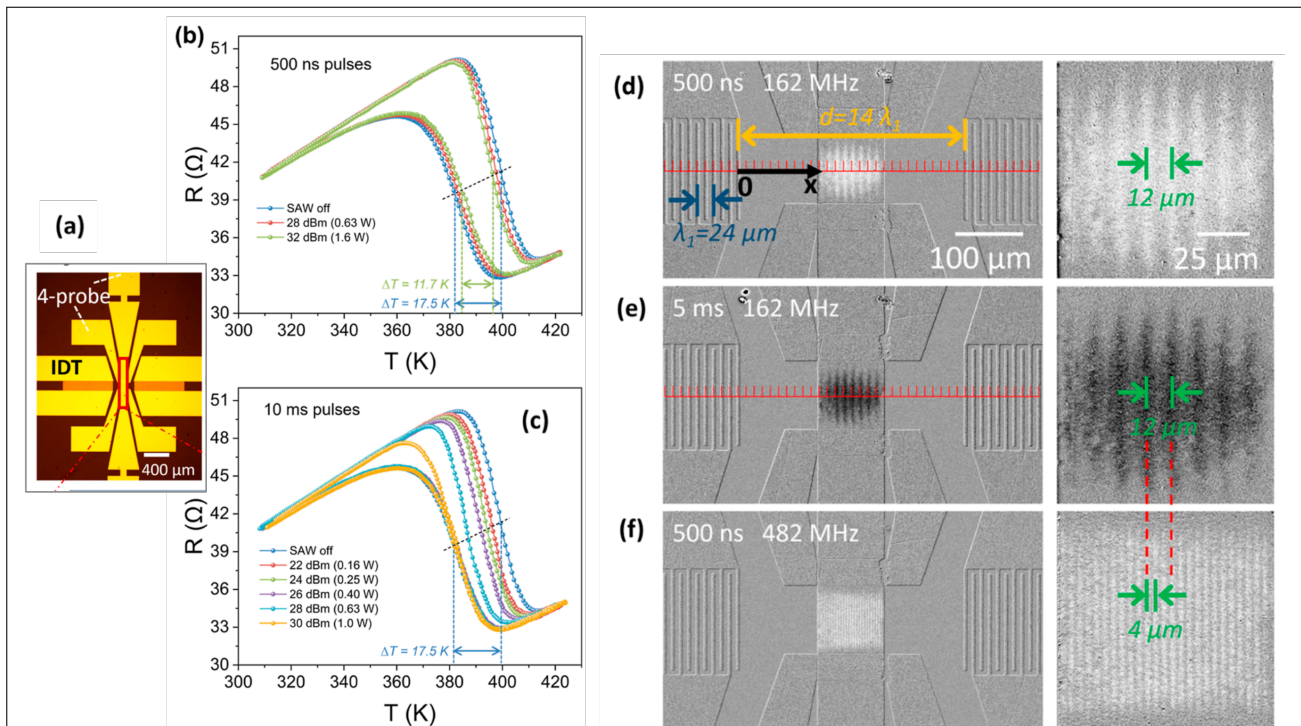 (a)
4-probe
IDT
400 μm
(b)
500 ns pulses
R (Ω)
51
48
45
42
39
36
33
30
SAW off
28 dBm (0.63 W)
32 dBm (1.6 W)
ΔT = 11.7 K
ΔT = 17.5 K
300 320 340 360 380 400 420
T (K)
(c)
10 ms pulses
R (Ω)
51
48
45
42
39
36
33
30
SAW off
22 dBm (0.16 W)
24 dBm (0.25 W)
26 dBm (0.40 W)
28 dBm (0.63 W)
30 dBm (1.0 W)
ΔT = 17.5 K
300 320 340 360 380 400 420
T (K)
(d)
500 ns 162 MHz
d=14 λ₁
0 x
λ₁=24 μm
100 μm
12 μm
25 μm
(e)
5 ms 162 MHz
12 μm
(f)
500 ns 482 MHz
4 μm